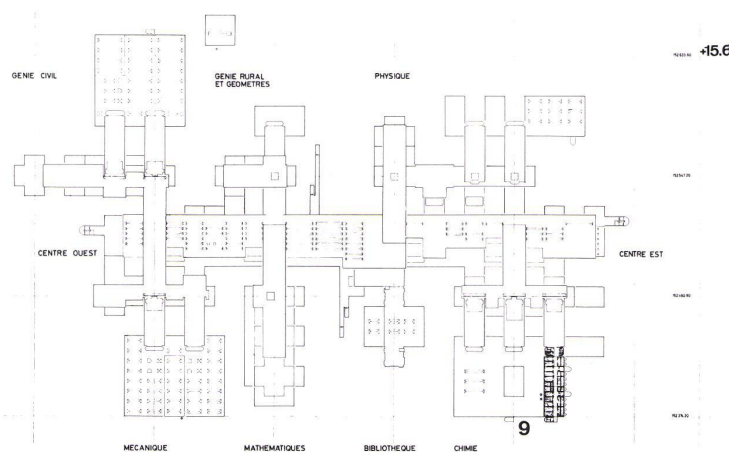 +15.6
GENIE CIVIL
GENIE RURAL
ET GEOMETRES
PHYSIQUE
CENTRE OUEST
CENTRE EST
9
MECANIQUE
MATHEMATIQUES
BIBLIOTHEQUE
CHIMIE